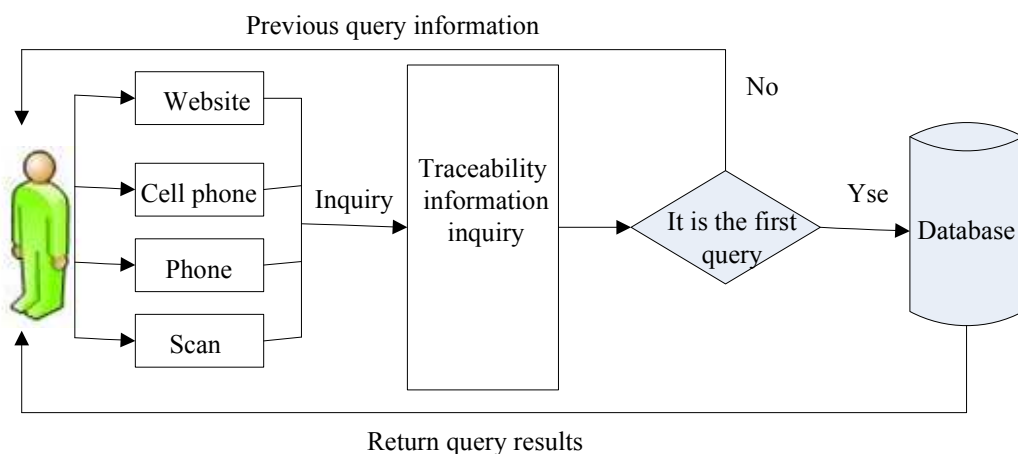 Previous query information
No
Website
Cell phone
Phone
Scan
Inquiry
Traceability
information
inquiry
It is the first
query
Yse
Database
Return query results